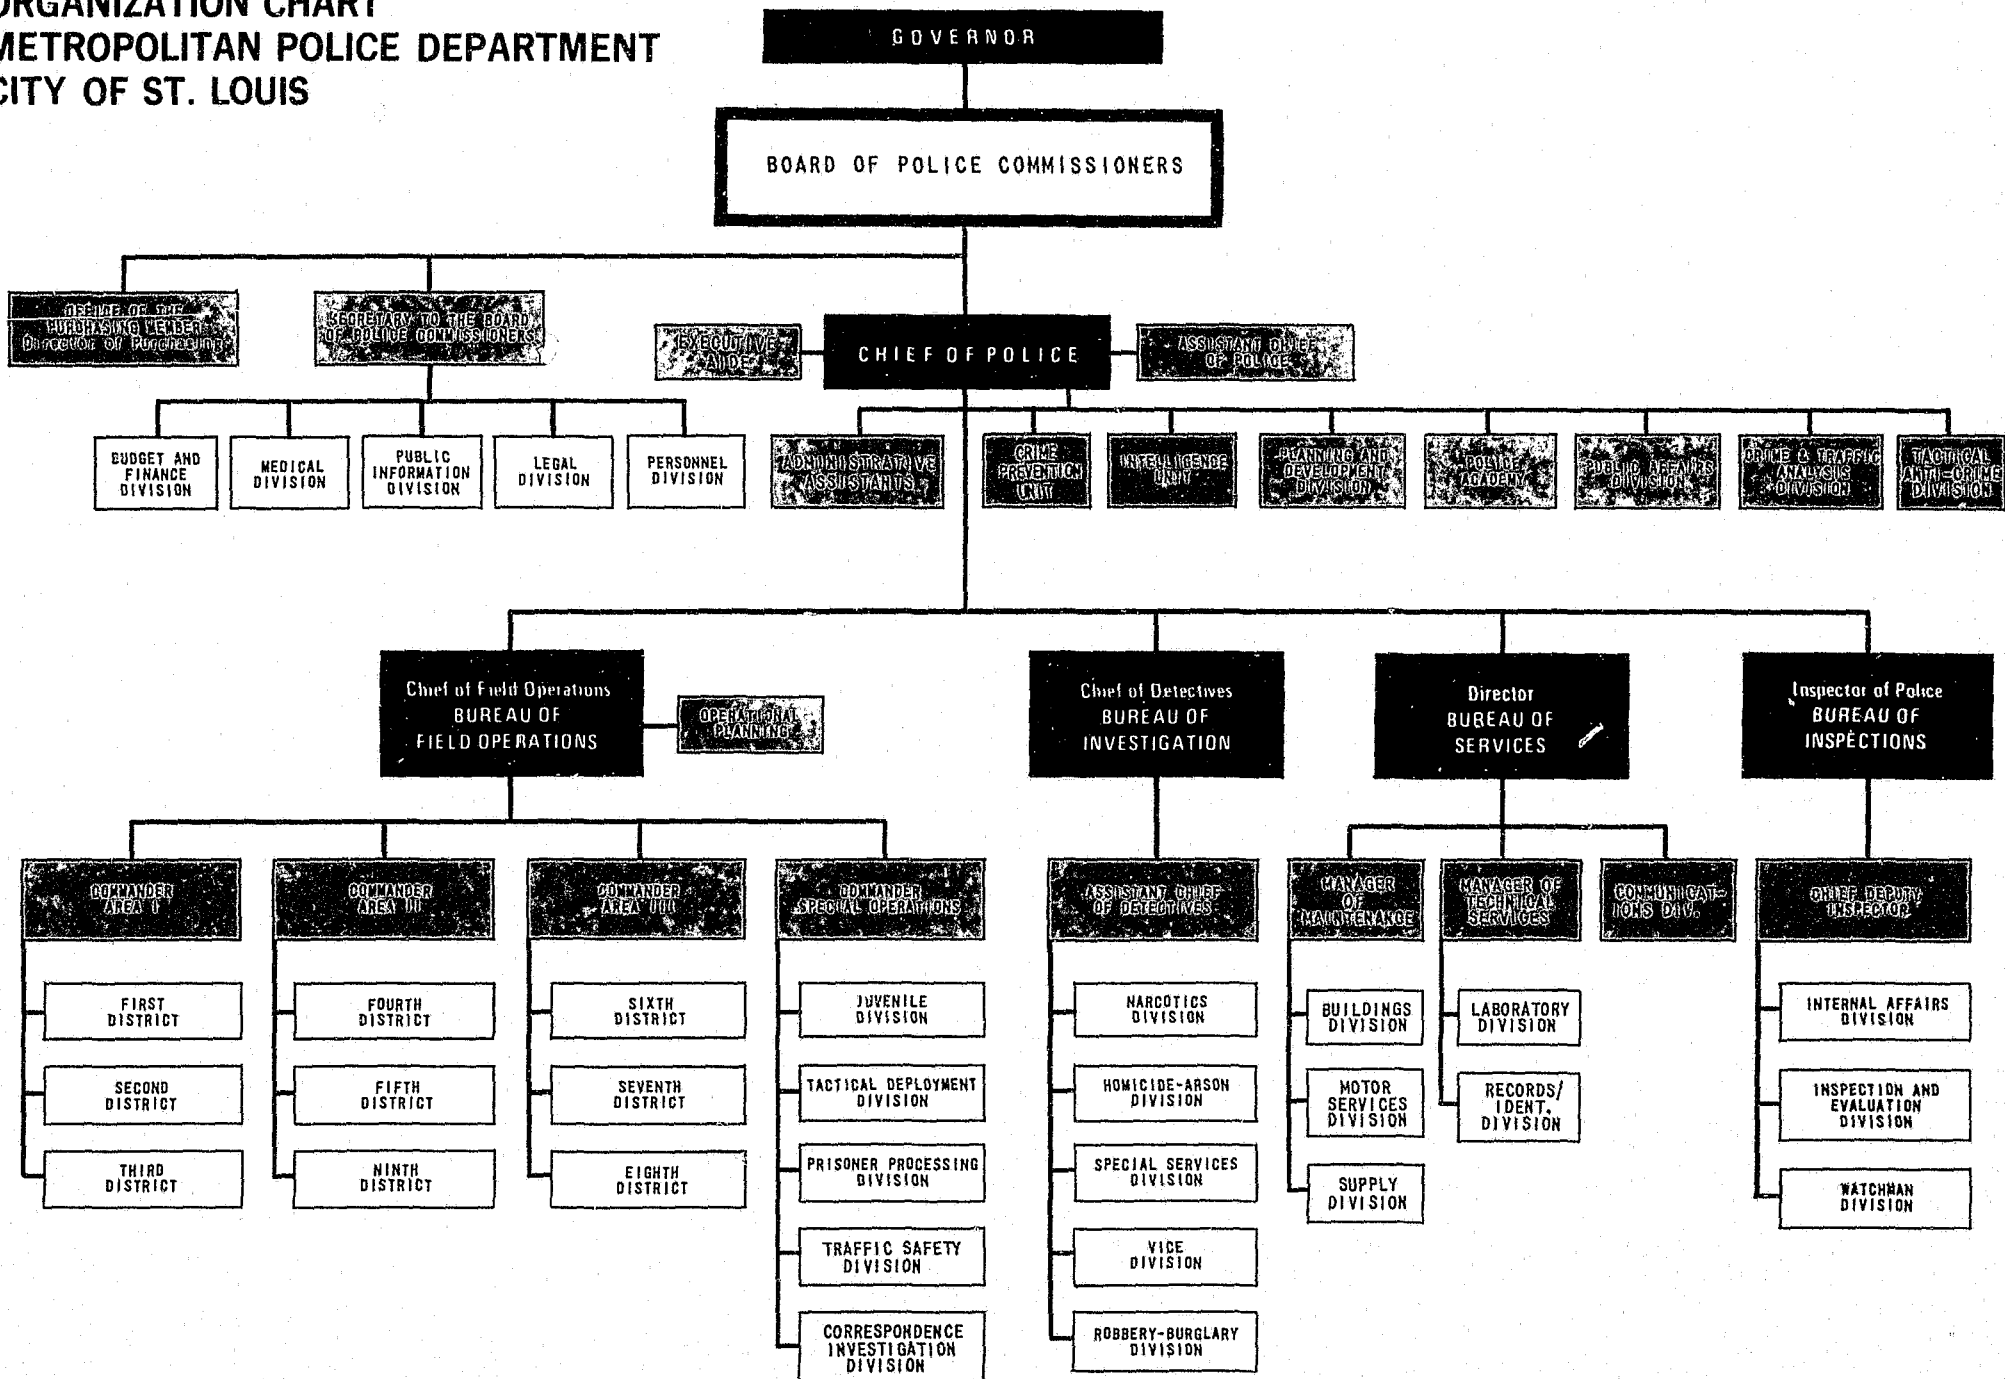 ORGANIZATION CHART
METROPOLITAN POLICE DEPARTMENT
CITY OF ST. LOUIS
GOVERNOR
BOARD OF POLICE COMMISSIONERS
OFFICE OF THE
PURCHASING MEMBER
Director of Purchasing
SECRETARY TO THE BOARD
OF POLICE COMMISSIONERS
EXECUTIVE
AIDE
CHIEF OF POLICE
ASSISTANT CHIEF
OF POLICE
BUDGET AND
FINANCE
DIVISION
MEDICAL
DIVISION
PUBLIC
INFORMATION
DIVISION
LEGAL
DIVISION
PERSONNEL
DIVISION
ADMINISTRATIVE
ASSISTANTS
CRIME
PREVENTION
UNIT
INTELLIGENCE
UNIT
PLANNING AND
DEVELOPMENT
DIVISION
POLICE
ACADEMY
PUBLIC AFFAIRS
DIVISION
CRIME & TRAFFIC
ANALYSIS
DIVISION
TACTICAL
ANTI-CRIME
DIVISION
Chief of Field Operations
BUREAU OF
FIELD OPERATIONS
OPERATIONAL
PLANNING
Chief of Detectives
BUREAU OF
INVESTIGATION
Director
BUREAU OF
SERVICES
Inspector of Police
BUREAU OF
INSPECTIONS
COMMANDER
AREA I
COMMANDER
AREA II
COMMANDER
AREA III
COMMANDER
SPECIAL OPERATIONS
ASSISTANT CHIEF
OF DETECTIVES
MANAGER
OF
MAINTENANCE
MANAGER OF
TECHNICAL
SERVICES
COMMUNICAT-
IONS DIV.
CHIEF DEPUTY
INSPECTOR
FIRST
DISTRICT
SECOND
DISTRICT
THIRD
DISTRICT
FOURTH
DISTRICT
FIFTH
DISTRICT
NINTH
DISTRICT
SIXTH
DISTRICT
SEVENTH
DISTRICT
EIGHTH
DISTRICT
JUVENILE
DIVISION
TACTICAL DEPLOYMENT
DIVISION
PRISONER PROCESSING
DIVISION
TRAFFIC SAFETY
DIVISION
CORRESPONDENCE
INVESTIGATION
DIVISION
NARCOTICS
DIVISION
HOMICIDE-ARSON
DIVISION
SPECIAL SERVICES
DIVISION
VICE
DIVISION
ROBBERY-BURGLARY
DIVISION
BUILDINGS
DIVISION
MOTOR
SERVICES
DIVISION
SUPPLY
DIVISION
LABORATORY
DIVISION
RECORDS/
IDENT.
DIVISION
INTERNAL AFFAIRS
DIVISION
INSPECTION AND
EVALUATION
DIVISION
WATCHMAN
DIVISION